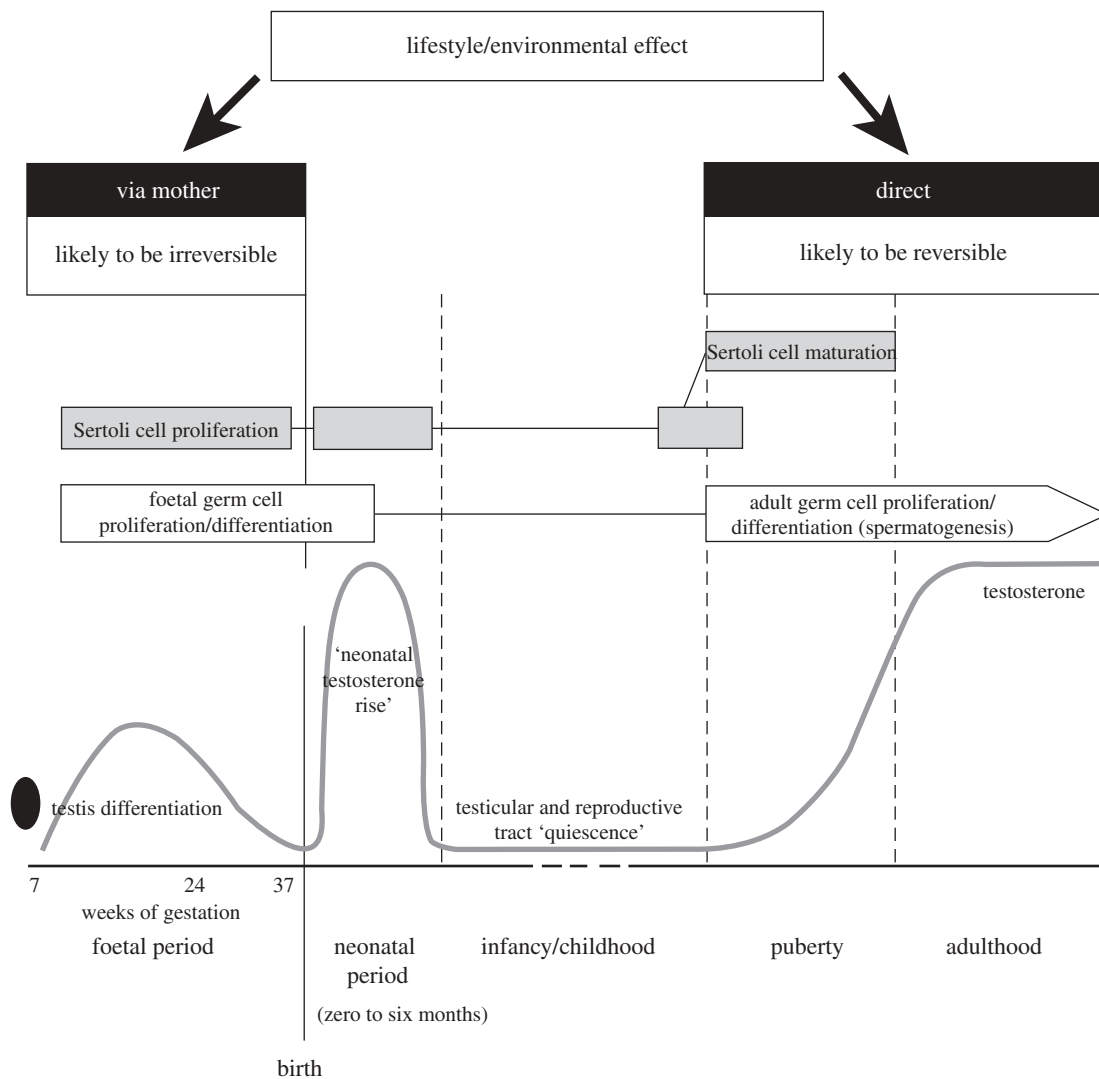 lifestyle/environmental effect
via mother
direct
likely to be irreversible
likely to be reversible
Sertoli cell maturation
Sertoli cell proliferation
foetal germ cell
proliferation/differentiation
adult germ cell proliferation/
differentiation (spermatogenesis)
testosterone
‘neonatal
testosterone
rise’
testis differentiation
testicular and reproductive
tract ‘quiescence’
7
24
37
weeks of gestation
foetal period
neonatal
period
(zero to six months)
infancy/childhood
puberty
adulthood
birth